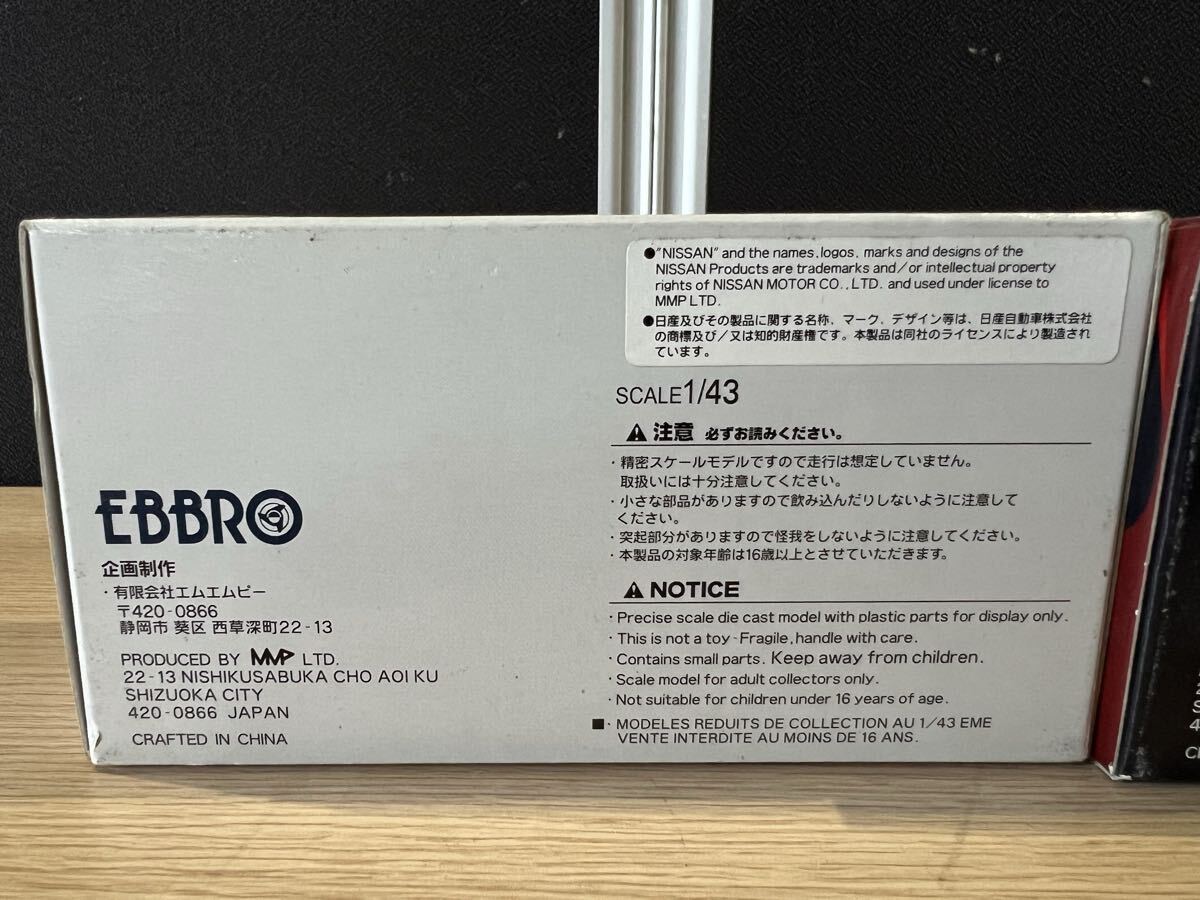 ●"NISSAN" and the names,logos, marks and designs of the
NISSAN Products are trademarks and/or intellectual property
rights of NISSAN MOTOR CO.,LTD. and used under license to
MMP LTD.
●日産及びその製品に関する名称、マーク、デザイン等は、日産自動車株式会社
の商標及び/又は知的財産権です。本製品は同社のライセンスにより製造され
ています。
SCALE1/43
⚠ 注意 必ずお読みください。
・精密スケールモデルですので走行は想定していません。
取扱いには十分注意してください。
・小さな部品がありますので飲み込んだりしないように注意して
ください。
・突起部分がありますので怪我をしないように注意してください。
・本製品の対象年齢は16歳以上とさせていただきます。
⚠ NOTICE
・Precise scale die cast model with plastic parts for display only.
・This is not a toy - Fragile,handle with care.
・Contains small parts. Keep away from children.
・Scale model for adult collectors only.
・Not suitable for children under 16 years of age.
■・MODELES REDUITS DE COLLECTION AU 1/43 EME
VENTE INTERDITE AU MOINS DE 16 ANS.
EBBRO
企画制作
・有限会社エムエムピー
〒420-0866
静岡市 葵区 西草深町22-13
PRODUCED BY MMP LTD.
22-13 NISHIKUSABUKA CHO AOI KU
SHIZUOKA CITY
420-0866 JAPAN
CRAFTED IN CHINA